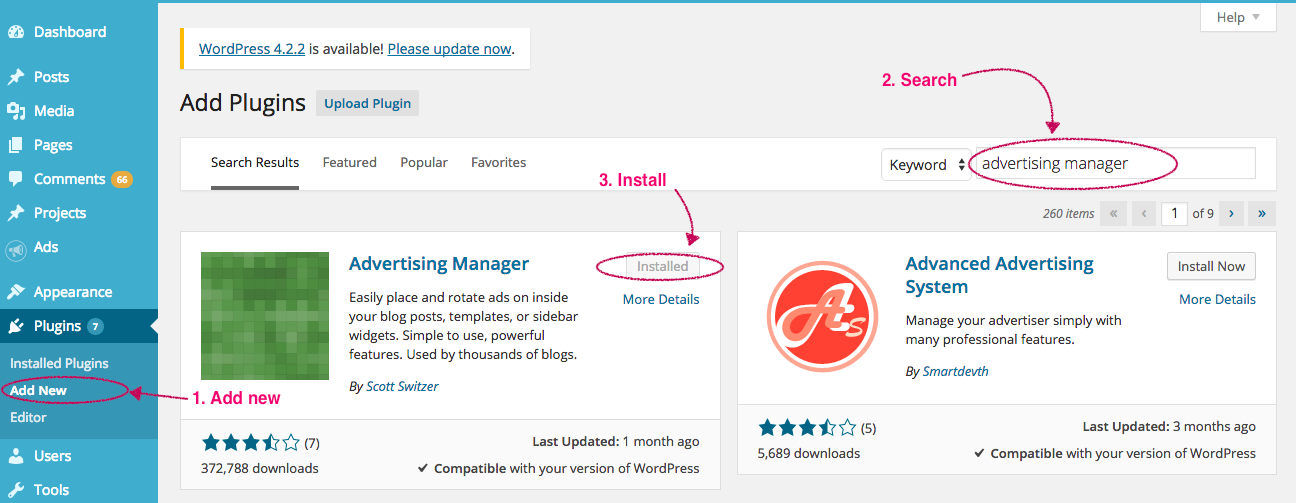 Dashboard
Posts
Media
Pages
Comments 66
Projects
Ads
Appearance
Plugins 7
Installed Plugins
Add New
Editor
Users
Tools
Help
WordPress 4.2.2 is available! Please update now.
Add Plugins Upload Plugin
2. Search
Search Results Featured Popular Favorites
Keyword advertising manager
3. Install
260 items « ‹ 1 of 9 › »
Advertising Manager
Installed
More Details
Easily place and rotate ads on inside
your blog posts, templates, or sidebar
widgets. Simple to use, powerful
features. Used by thousands of blogs.
By Scott Switzer
1. Add new
(7)
372,788 downloads
Last Updated: 1 month ago
✔ Compatible with your version of WordPress
As
Advanced Advertising
System
Install Now
More Details
Manage your advertiser simply with
many professional features.
By Smartdevth
(5)
5,689 downloads
Last Updated: 3 months ago
✔ Compatible with your version of WordPress